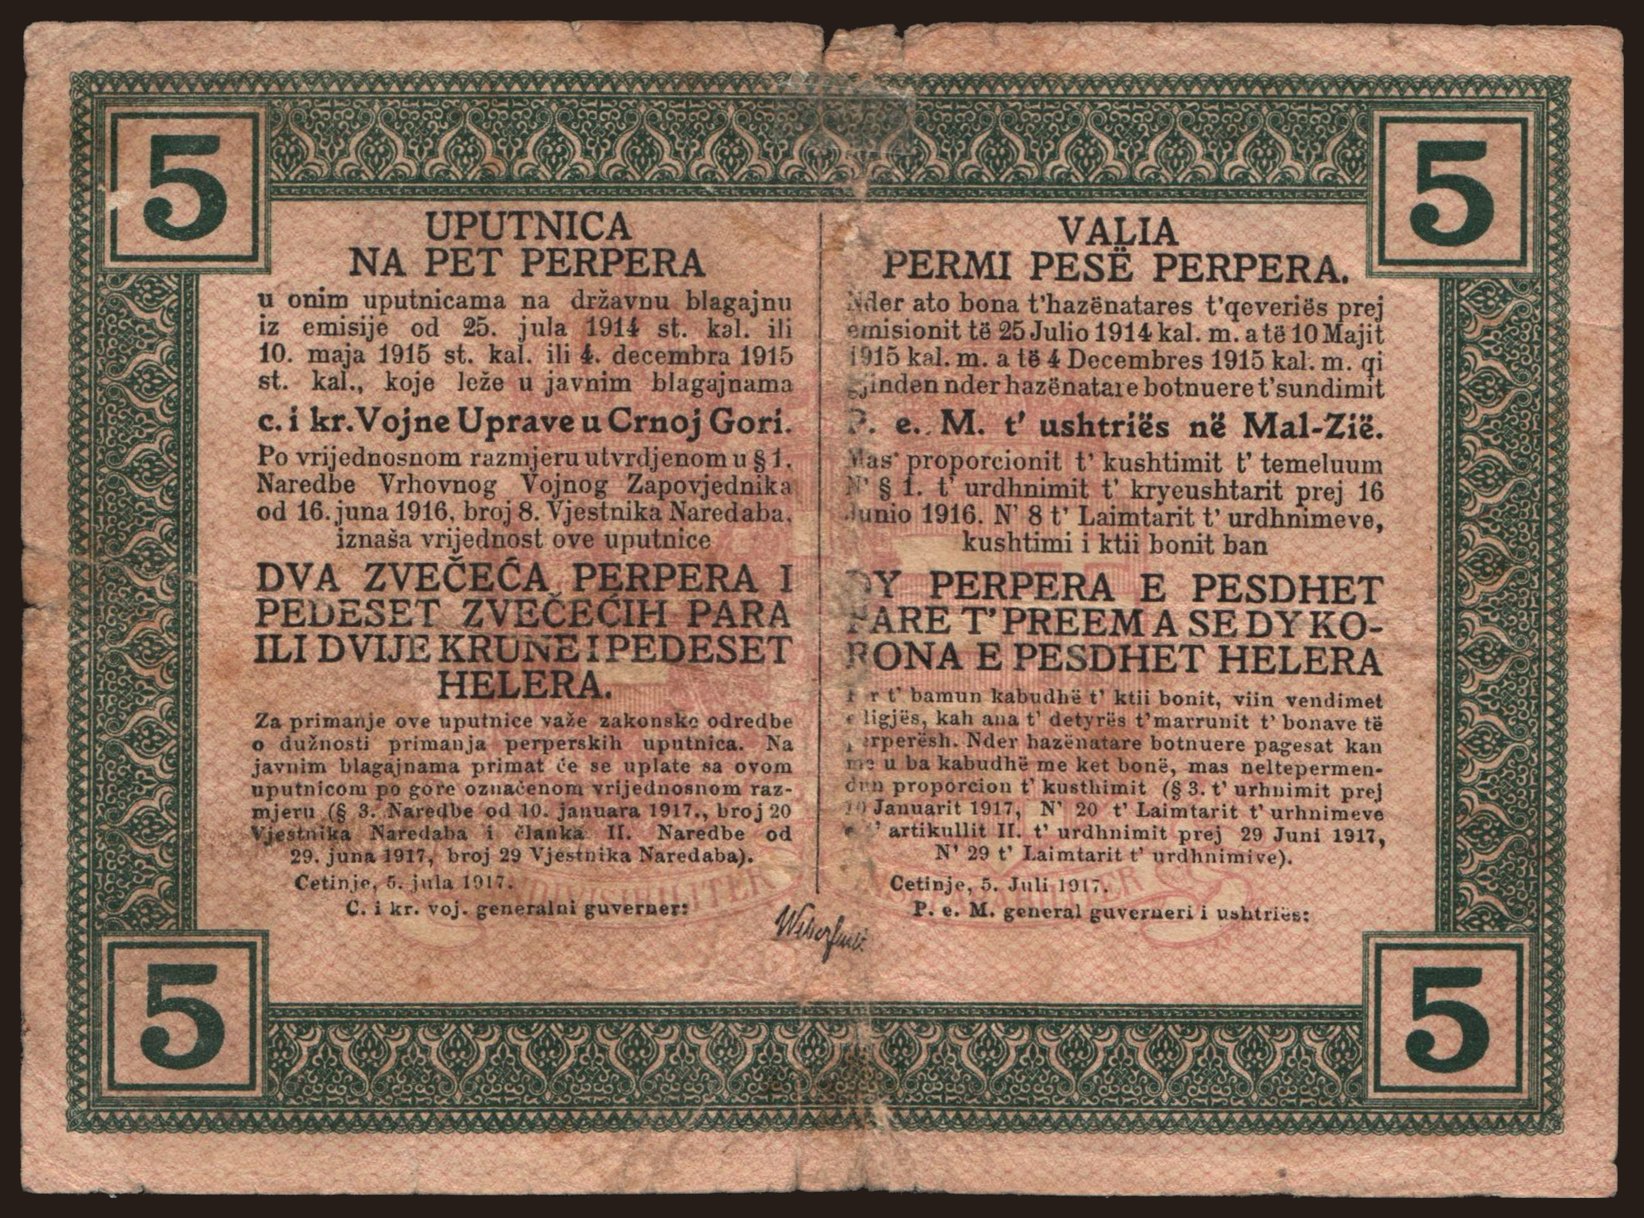 5
5
UPUTNICA
NA PET PERPERA
u onim uputnicama na državnu blagajnu
iz emisije od 25. jula 1914 st. kal. ili
10. maja 1915 st. kal. ili 4. decembra 1915
st. kal., koje leže u javnim blagajnama
c. i kr. Vojne Uprave u Crnoj Gori.
Po vrijednosnom razmjeru utvrdjenom u § 1.
Naredbe Vrhovnog Vojnog Zapovjednika
od 16. juna 1916, broj 8. Vjestnika Naredaba,
iznaša vrijednost ove uputnice
DVA ZVEČEĆA PERPERA I
PEDESET ZVEČEĆIH PARA
ILI DVIJE KRUNE I PEDESET
HELERA.
Za primanje ove uputnice važe zakonske odredbe
o dužnosti primanja perperskih uputnica. Na
javnim blagajnama primat će se uplate sa ovom
uputnicom po gore označenom vrijednosnom raz-
mjeru (§ 3. Naredbe od 10. januara 1917., broj 20
Vjestnika Naredaba i članka II. Naredbe od
29. juna 1917, broj 29 Vjestnika Naredaba).
Cetinje, 5. jula 1917.
C. i kr. voj. generalni guverner:
VALIA
PERMI PESË PERPERA.
Nder ato bona t'hazënatares t'qeveriës prej
emisionit të 25 Julio 1914 kal. m. a të 10 Majit
1915 kal. m. a të 4 Decembres 1915 kal. m. qi
gjinden nder hazënatare botnuere t'sundimit
P. e. M. t' ushtriës në Mal-Zië.
Mas proporcionit t' kushtimit t' temeluum
N' § 1. t' urdhnimit t' kryeushtarit prej 16
Junio 1916. N' 8 t' Laimtarit t' urdhnimeve,
kushtimi i ktii bonit ban
DY PERPERA E PESDHET
PARE T' PREEM A SE DY KO-
RONA E PESDHET HELERA
t' bamun kabudhë t' ktii bonit, viin vendimet
e ligjës, kah ana t' detyrës t'marrunit t' bonave të
perperësh. Nder hazënatare botnuere pagesat kan
me u ba kabudhë me ket bonë, mas neltepermen-
dun proporcion t' kusthimit (§ 3. t' urhnimit prej
10 Januarit 1917, N' 20 t' Laimtarit t' urhnimeve
artikullit II. t' urdhnimit prej 29 Juni 1917,
N' 29 t' Laimtarit t' urdhnimive).
Cetinje, 5. Juli 1917.
P. e. M. general guverneri i ushtriës:
INDIVISIBILITER
5
5